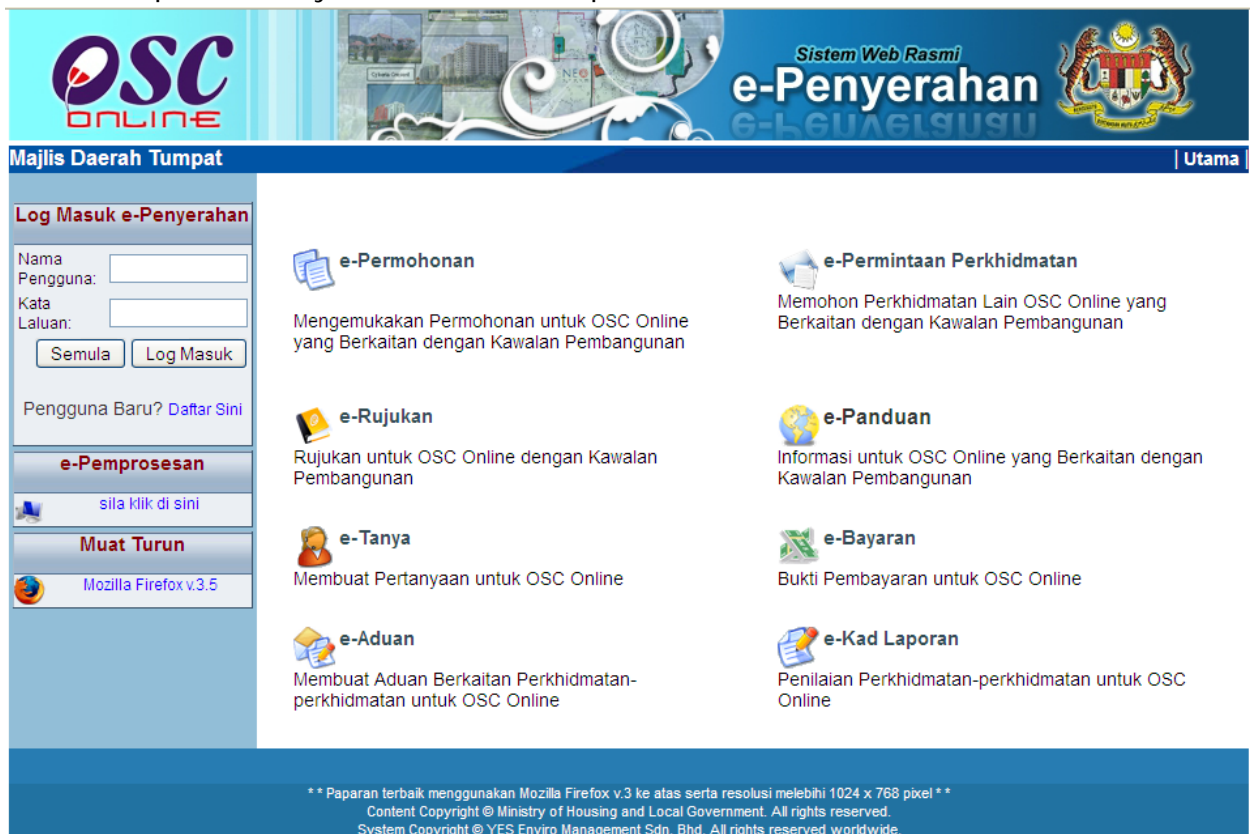 OSC
ONLINE
Sistem Web Rasmi
e-Penyerahan
Majlis Daerah Tumpat
| Utama |
Log Masuk e-Penyerahan
Nama
Pengguna:
Kata
Laluan:
Semula
Log Masuk
Pengguna Baru? Daftar Sini
e-Pemprosesan
sila klik di sini
Muat Turun
Mozilla Firefox v.3.5
e-Permohonan
Mengemukakan Permohonan untuk OSC Online
yang Berkaitan dengan Kawalan Pembangunan
e-Permintaan Perkhidmatan
Memohon Perkhidmatan Lain OSC Online yang
Berkaitan dengan Kawalan Pembangunan
e-Rujukan
Rujukan untuk OSC Online dengan Kawalan
Pembangunan
e-Panduan
Informasi untuk OSC Online yang Berkaitan dengan
Kawalan Pembangunan
e-Tanya
Membuat Pertanyaan untuk OSC Online
e-Bayaran
Bukti Pembayaran untuk OSC Online
e-Aduan
Membuat Aduan Berkaitan Perkhidmatan-
perkhidmatan untuk OSC Online
e-Kad Laporan
Penilaian Perkhidmatan-perkhidmatan untuk OSC
Online
* * Paparan terbaik menggunakan Mozilla Firefox v.3 ke atas serta resolusi melebihi 1024 x 768 pixel * *
Content Copyright © Ministry of Housing and Local Government. All rights reserved.
System Copyright © YES Enviro Management Sdn. Bhd. All rights reserved worldwide.